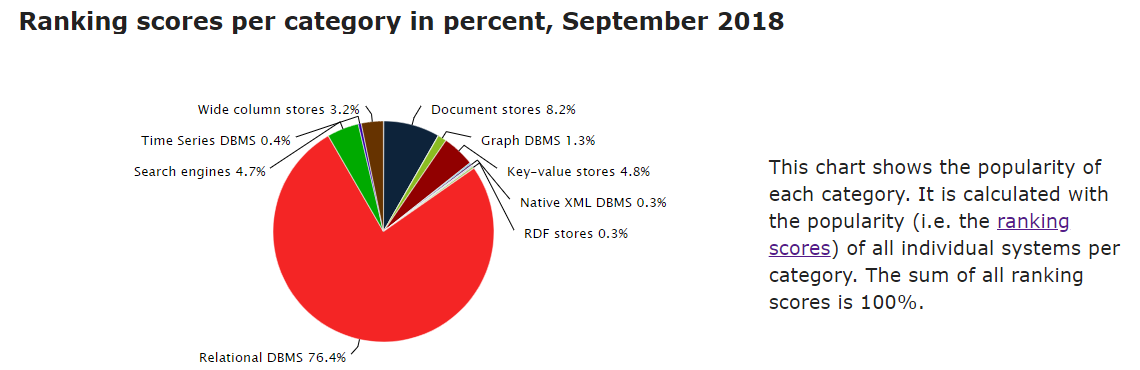 Ranking scores per category in percent, September 2018
Wide column stores 3.2%
Document stores 8.2%
Time Series DBMS 0.4%
Graph DBMS 1.3%
Search engines 4.7%
Key-value stores 4.8%
Native XML DBMS 0.3%
RDF stores 0.3%
Relational DBMS 76.4%
This chart shows the popularity of
each category. It is calculated with
the popularity (i.e. the ranking
scores) of all individual systems per
category. The sum of all ranking
scores is 100%.